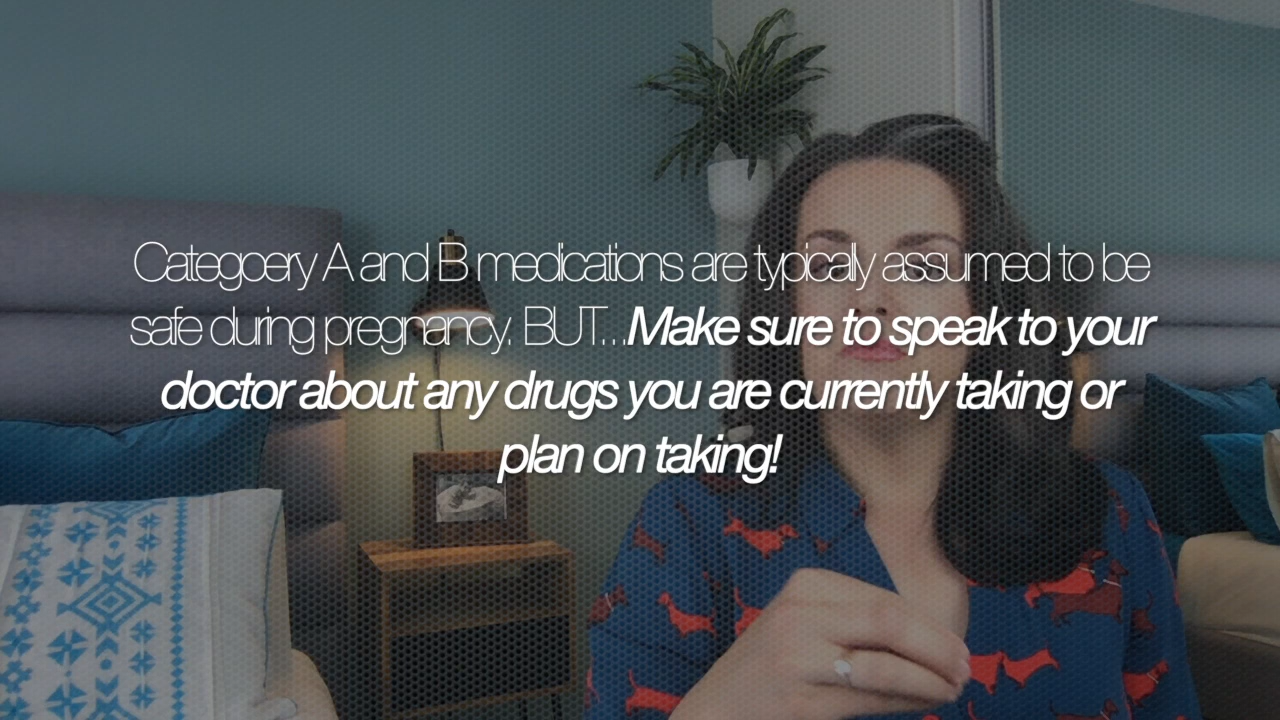 Categoery A and B medications are typically assumed to be
safe during pregnancy. BUT...Make sure to speak to your
doctor about any drugs you are currently taking or
plan on taking!